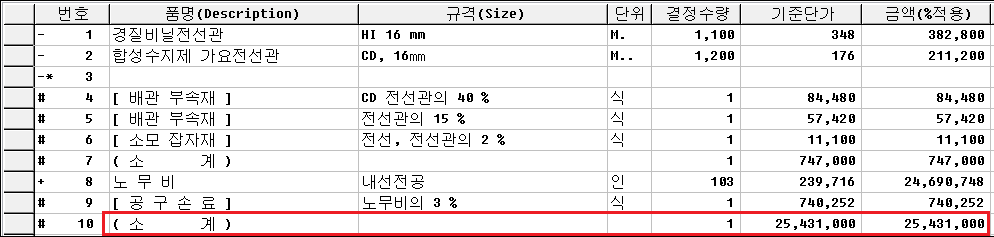 번호 품명(Description) 규격(Size) 단위 결정수량 기준단가 금액(%적용)
- 1 경질비닐전선관 HI 16 mm M. 1,100 348 382,800
- 2 합성수지제 가요전선관 CD, 16㎜ M.. 1,200 176 211,200
-* 3
# 4 [ 배관 부속재 ] CD 전선관의 40 % 식 1 84,480 84,480
# 5 [ 배관 부속재 ] 전선관의 15 % 식 1 57,420 57,420
# 6 [ 소모 잡자재 ] 전선, 전선관의 2 % 식 1 11,100 11,100
# 7 ( 소 계 ) 1 747,000 747,000
+ 8 노 무 비 내선전공 인 103 239,716 24,690,748
# 9 [ 공 구 손 료 ] 노무비의 3 % 식 1 740,252 740,252
# 10 ( 소 계 ) 1 25,431,000 25,431,000